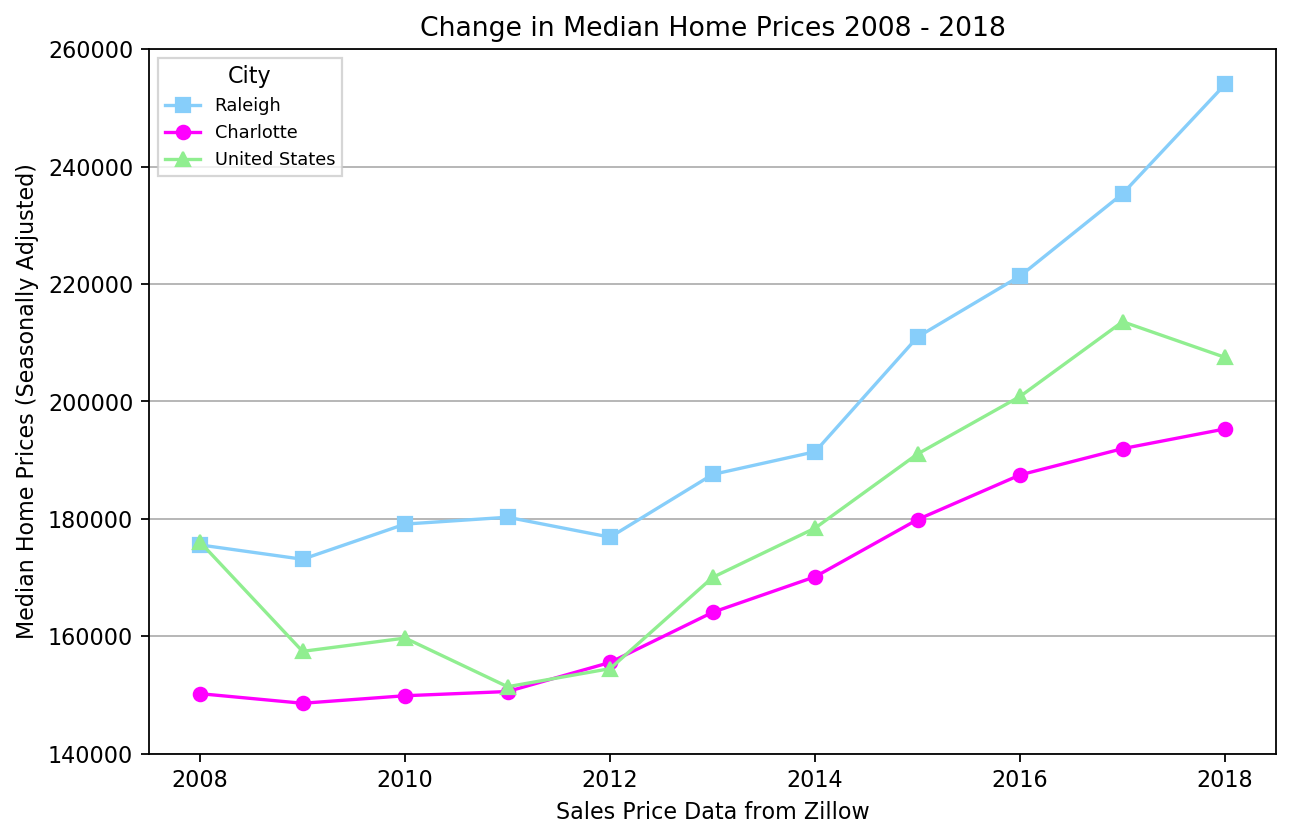 Change in Median Home Prices 2008 - 2018
Median Home Prices (Seasonally Adjusted)
260000
240000
220000
200000
180000
160000
140000
City
Raleigh
Charlotte
United States
2008 2010 2012 2014 2016 2018
Sales Price Data from Zillow